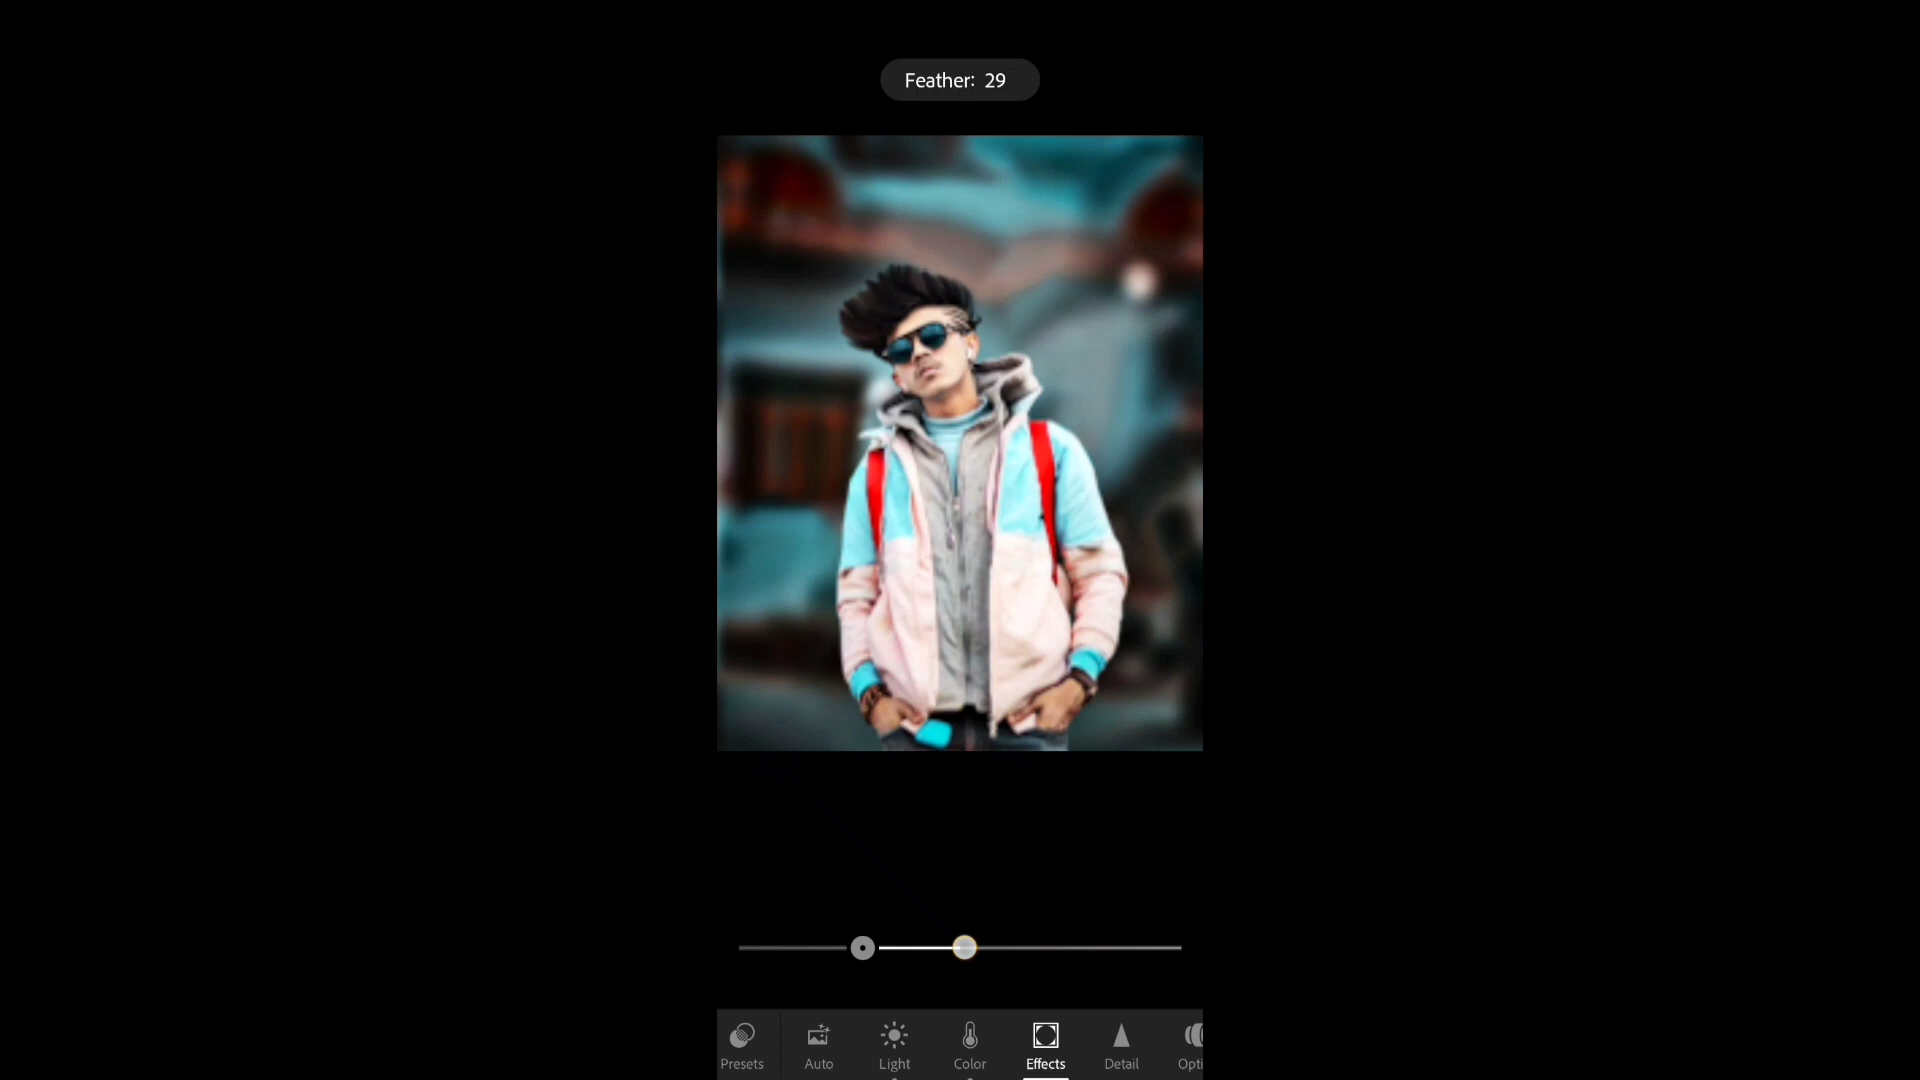 Feather: 29
Presets
Auto
Light
Color
Effects
Detail
Opti